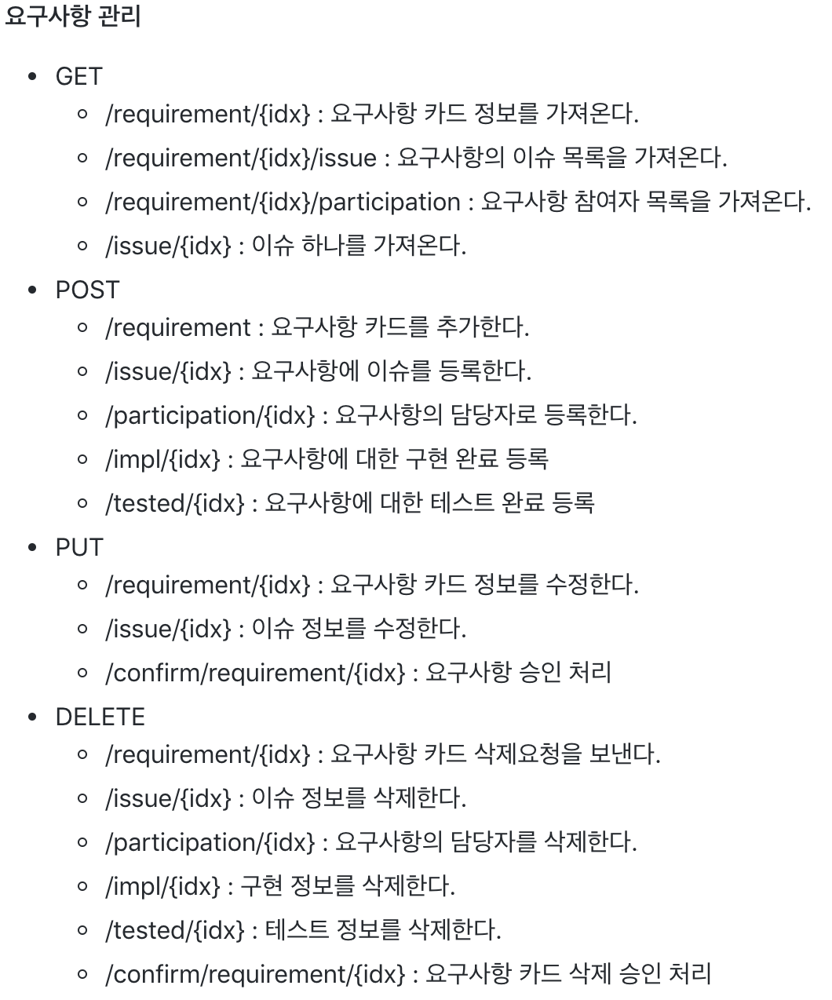 요구사항 관리
• GET
◦ /requirement/{idx} : 요구사항 카드 정보를 가져온다.
◦ /requirement/{idx}/issue : 요구사항의 이슈 목록을 가져온다.
◦ /requirement/{idx}/participation : 요구사항 참여자 목록을 가져온다.
◦ /issue/{idx} : 이슈 하나를 가져온다.
• POST
◦ /requirement : 요구사항 카드를 추가한다.
◦ /issue/{idx} : 요구사항에 이슈를 등록한다.
◦ /participation/{idx} : 요구사항의 담당자로 등록한다.
◦ /impl/{idx} : 요구사항에 대한 구현 완료 등록
◦ /tested/{idx} : 요구사항에 대한 테스트 완료 등록
• PUT
◦ /requirement/{idx} : 요구사항 카드 정보를 수정한다.
◦ /issue/{idx} : 이슈 정보를 수정한다.
◦ /confirm/requirement/{idx} : 요구사항 승인 처리
• DELETE
◦ /requirement/{idx} : 요구사항 카드 삭제요청을 보낸다.
◦ /issue/{idx} : 이슈 정보를 삭제한다.
◦ /participation/{idx} : 요구사항의 담당자를 삭제한다.
◦ /impl/{idx} : 구현 정보를 삭제한다.
◦ /tested/{idx} : 테스트 정보를 삭제한다.
◦ /confirm/requirement/{idx} : 요구사항 카드 삭제 승인 처리